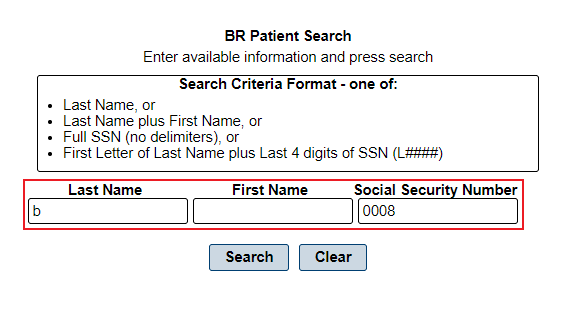 BR Patient Search
Enter available information and press search
Search Criteria Format - one of:
• Last Name, or
• Last Name plus First Name, or
• Full SSN (no delimiters), or
• First Letter of Last Name plus Last 4 digits of SSN (L####)
Last Name First Name Social Security Number
b 0008
Search Clear